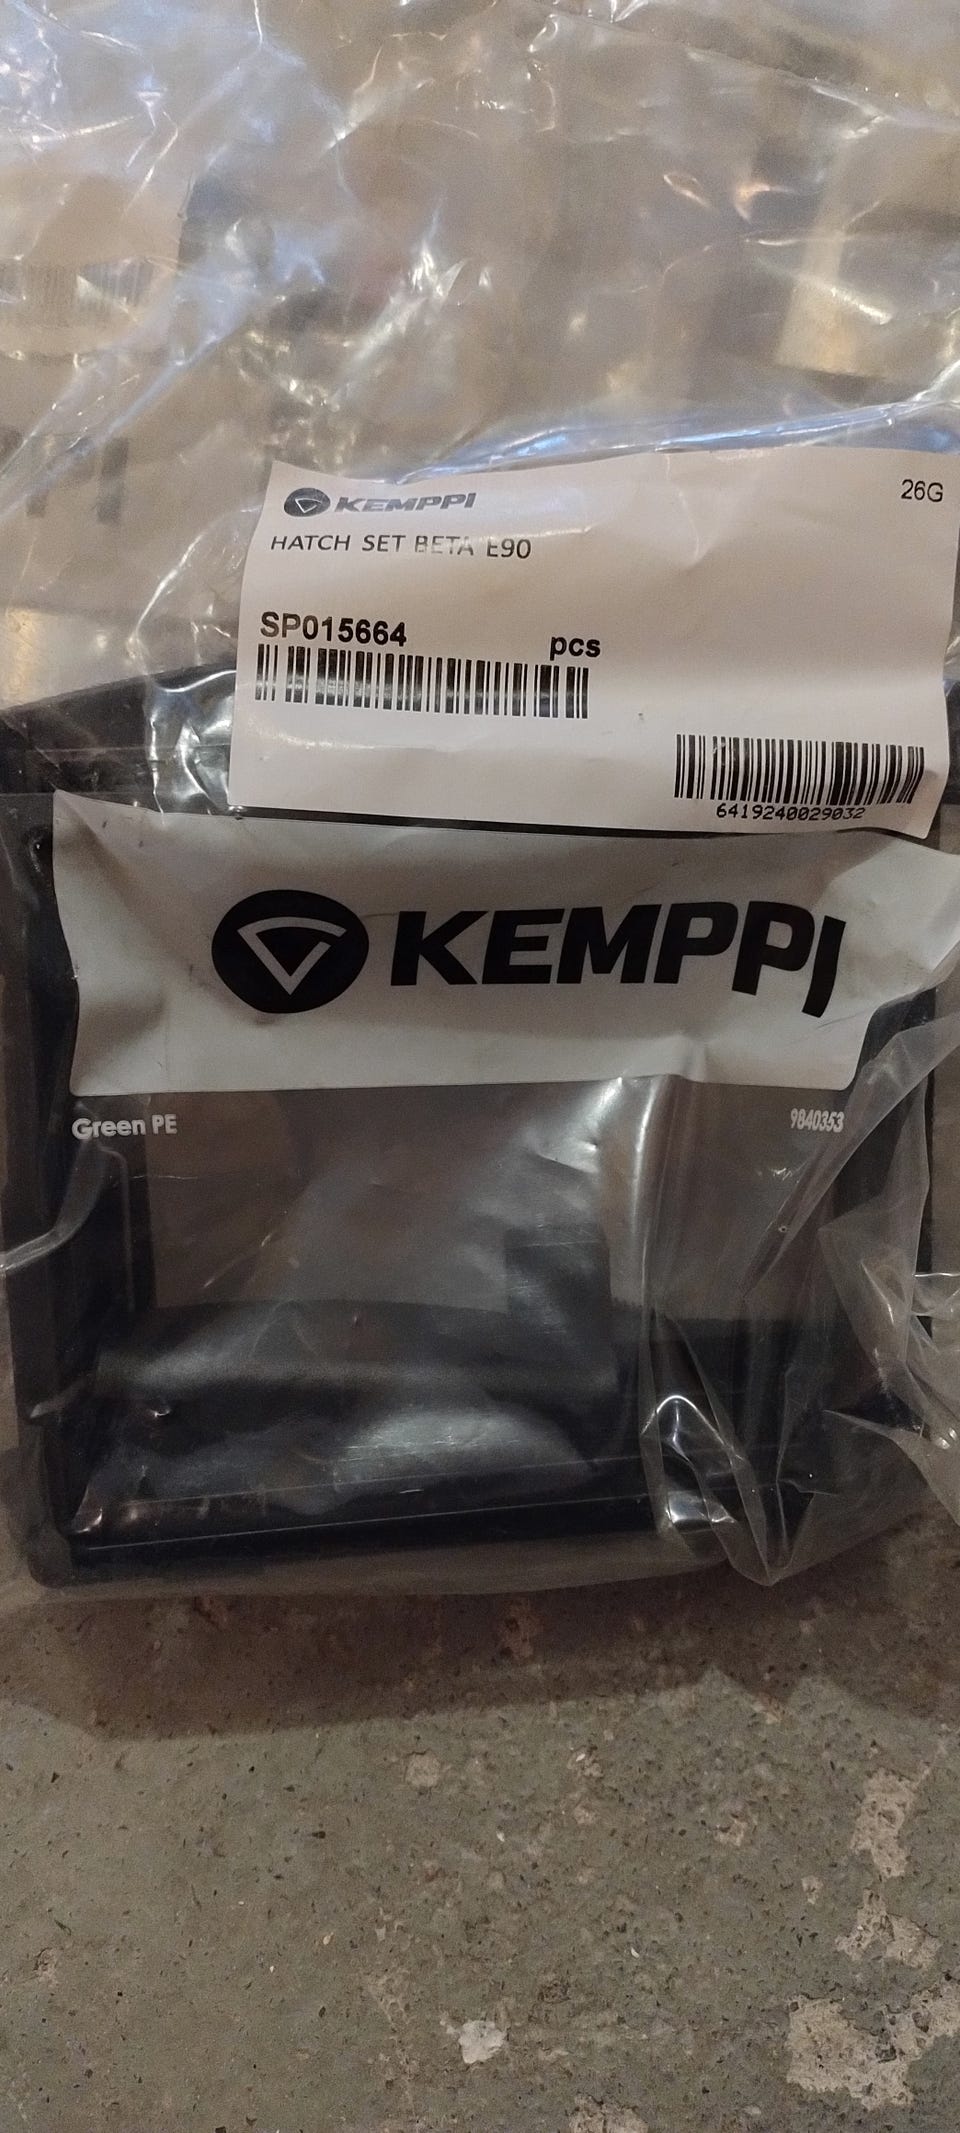 KEMPPI
26G
HATCH SET BETA E90
SP015664
pcs
6419240029032
KEMPPI
Green PE
9840353